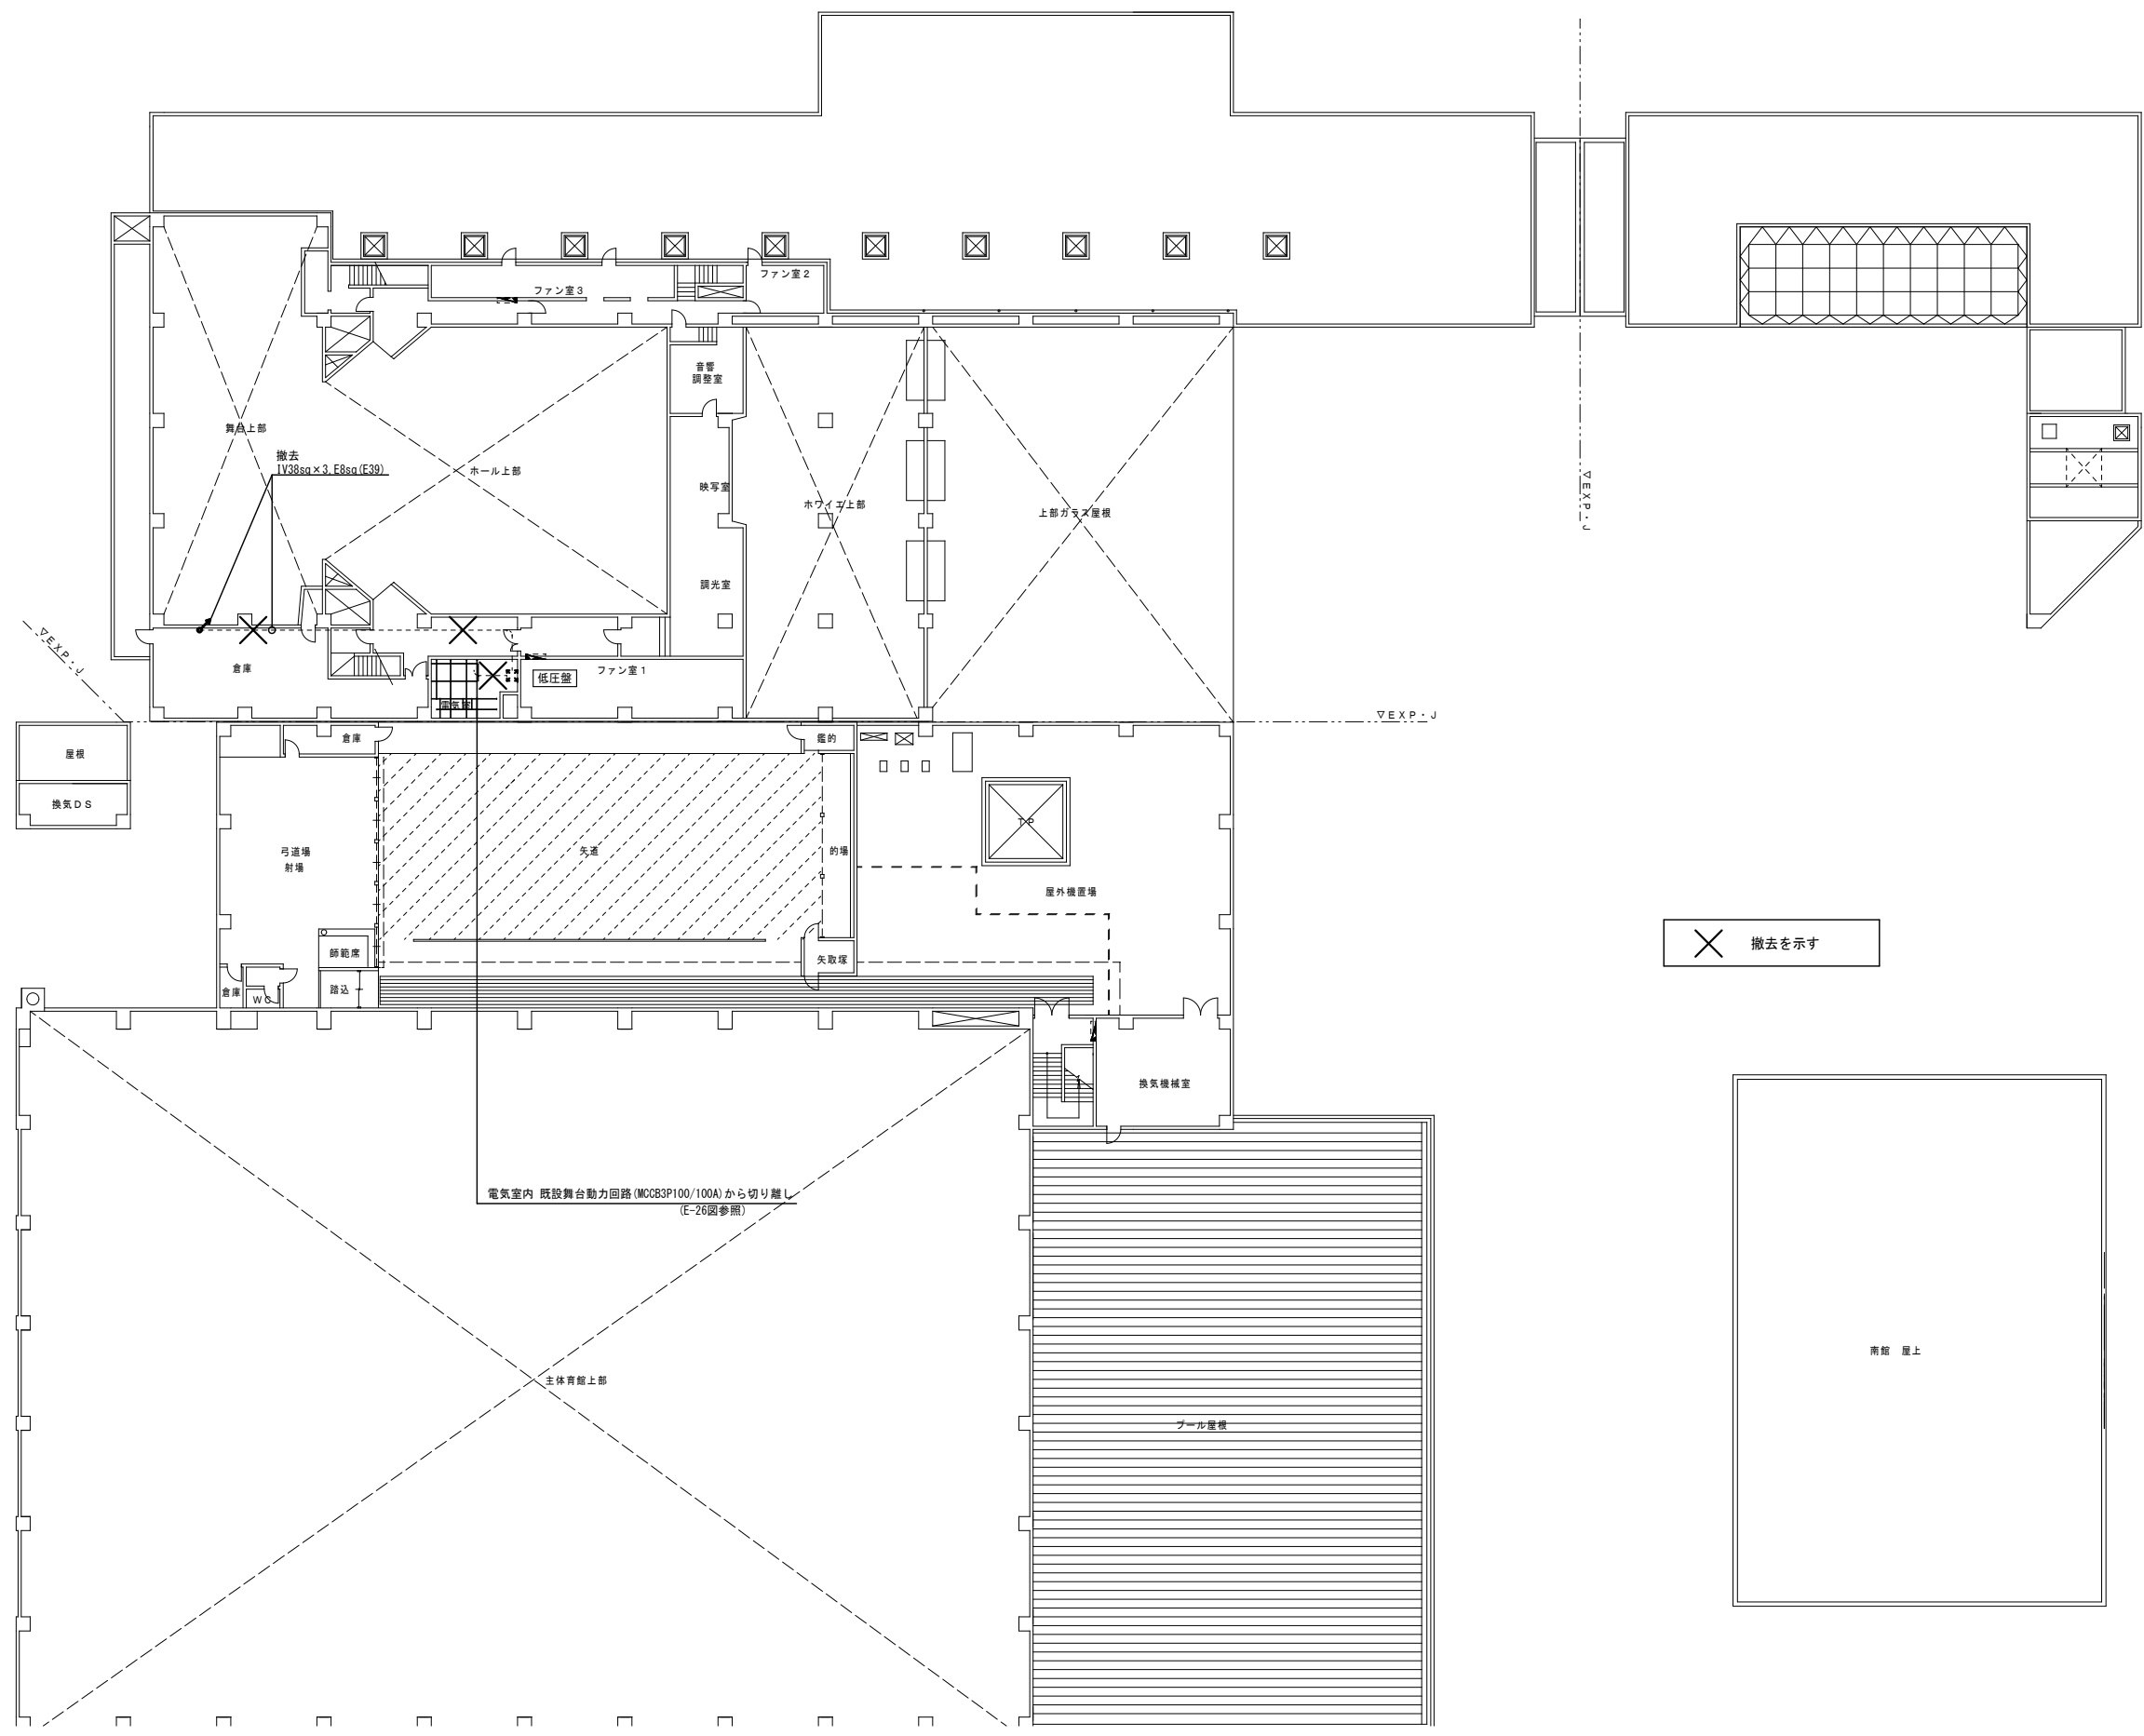 ファン室２
ファン室３
音響
調整室
舞台上部
撤去
IV38sq×3,E8sq(E39)
ホール上部
映写室
ホワイエ上部
上部ガラス屋根
▽ＥＸＰ・Ｊ
調光室
▽ＥＸＰ・Ｊ
倉庫
ファン室１
低圧盤
電気室
▽ＥＸＰ・Ｊ
屋根
倉庫
鑑的
換気ＤＳ
ＴＰ
弓道場
射場
矢道
的場
屋外機置場
撤去を示す
師範席
矢取塚
倉庫
ＷＣ
踏込
換気機械室
電気室内 既設舞台動力回路(MCCB3P100/100A)から切り離し
(E-26図参照)
南館　屋上
主体育館上部
プール屋根